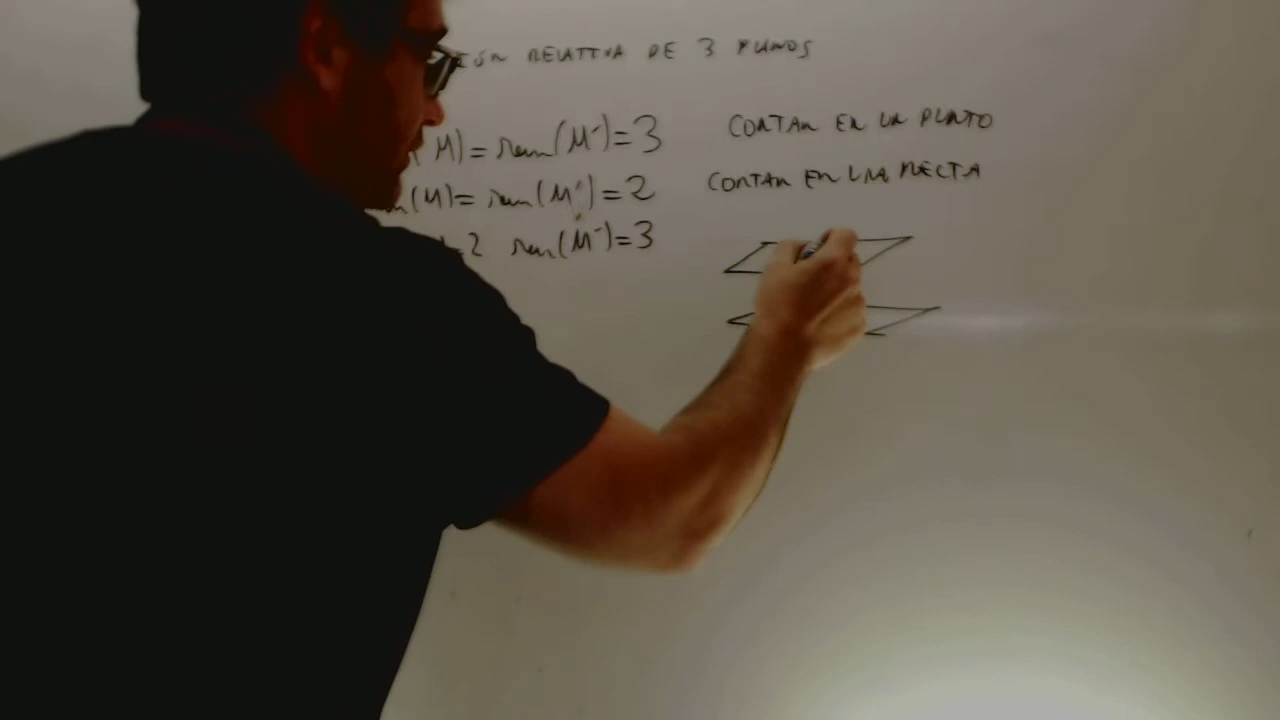 IÓN RELATIVA DE 3 PLANOS
(M) = ran(M') = 3 CORTAN EN UN PUNTO
(M) = ran(M') = 2 CORTAN EN UNA RECTA
=2 ran(M') = 3